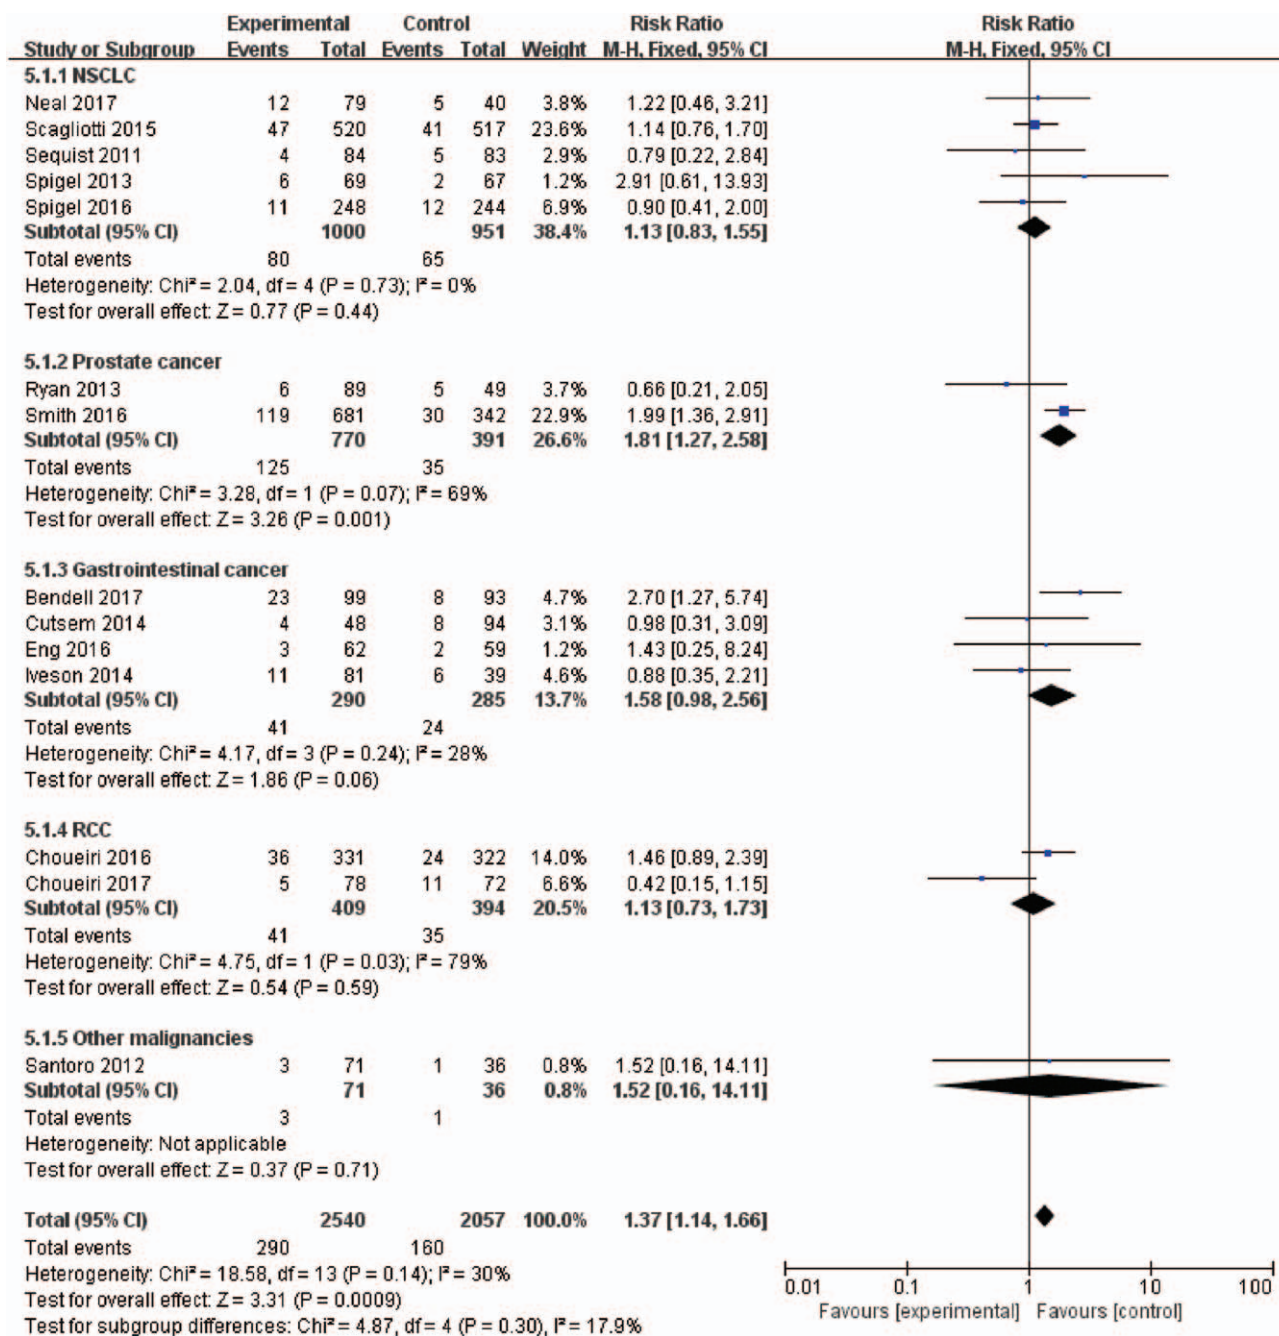 Experimental Control Risk Ratio Risk Ratio
Study or Subgroup Events Total Events Total Weight M-H, Fixed, 95% CI M-H, Fixed, 95% CI
5.1.1 NSCLC
Neal 2017 12 79 5 40 3.8% 1.22 [0.46, 3.21]
Scagliotti 2015 47 520 41 517 23.6% 1.14 [0.76, 1.70]
Sequist 2011 4 84 5 83 2.9% 0.79 [0.22, 2.84]
Spigel 2013 6 69 2 67 1.2% 2.91 [0.61, 13.93]
Spigel 2016 11 248 12 244 6.9% 0.90 [0.41, 2.00]
Subtotal (95% CI) 1000 951 38.4% 1.13 [0.83, 1.55]
Total events 80 65
Heterogeneity: Chi² = 2.04, df = 4 (P = 0.73); I² = 0%
Test for overall effect: Z = 0.77 (P = 0.44)
5.1.2 Prostate cancer
Ryan 2013 6 89 5 49 3.7% 0.66 [0.21, 2.05]
Smith 2016 119 681 30 342 22.9% 1.99 [1.36, 2.91]
Subtotal (95% CI) 770 391 26.6% 1.81 [1.27, 2.58]
Total events 125 35
Heterogeneity: Chi² = 3.28, df = 1 (P = 0.07); I² = 69%
Test for overall effect: Z = 3.26 (P = 0.001)
5.1.3 Gastrointestinal cancer
Bendell 2017 23 99 8 93 4.7% 2.70 [1.27, 5.74]
Cutsem 2014 4 48 8 94 3.1% 0.98 [0.31, 3.09]
Eng 2016 3 62 2 59 1.2% 1.43 [0.25, 8.24]
Iveson 2014 11 81 6 39 4.6% 0.88 [0.35, 2.21]
Subtotal (95% CI) 290 285 13.7% 1.58 [0.98, 2.56]
Total events 41 24
Heterogeneity: Chi² = 4.17, df = 3 (P = 0.24); I² = 28%
Test for overall effect: Z = 1.86 (P = 0.06)
5.1.4 RCC
Choueiri 2016 36 331 24 322 14.0% 1.46 [0.89, 2.39]
Choueiri 2017 5 78 11 72 6.6% 0.42 [0.15, 1.15]
Subtotal (95% CI) 409 394 20.5% 1.13 [0.73, 1.73]
Total events 41 35
Heterogeneity: Chi² = 4.75, df = 1 (P = 0.03); I² = 79%
Test for overall effect: Z = 0.54 (P = 0.59)
5.1.5 Other malignancies
Santoro 2012 3 71 1 36 0.8% 1.52 [0.16, 14.11]
Subtotal (95% CI) 71 36 0.8% 1.52 [0.16, 14.11]
Total events 3 1
Heterogeneity: Not applicable
Test for overall effect: Z = 0.37 (P = 0.71)
Total (95% CI) 2540 2057 100.0% 1.37 [1.14, 1.66]
Total events 290 160
Heterogeneity: Chi² = 18.58, df = 13 (P = 0.14); I² = 30%
Test for overall effect: Z = 3.31 (P = 0.0009)
Test for subgroup differences: Chi² = 4.87, df = 4 (P = 0.30), I² = 17.9%
0.01 0.1 1 10 100
Favours [experimental] Favours [control]